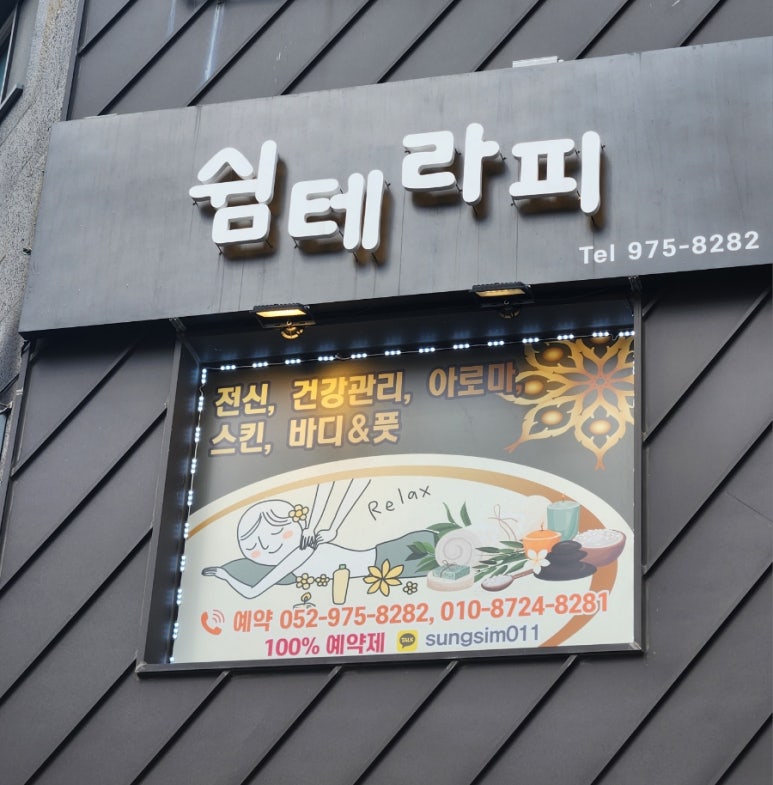 쉼테라피
Tel 975-8282
전신, 건강관리, 아로마,
스킨, 바디&풋
Relax
예약 052-975-8282, 010-8724-8281
100% 예약제 TALK sungsim011